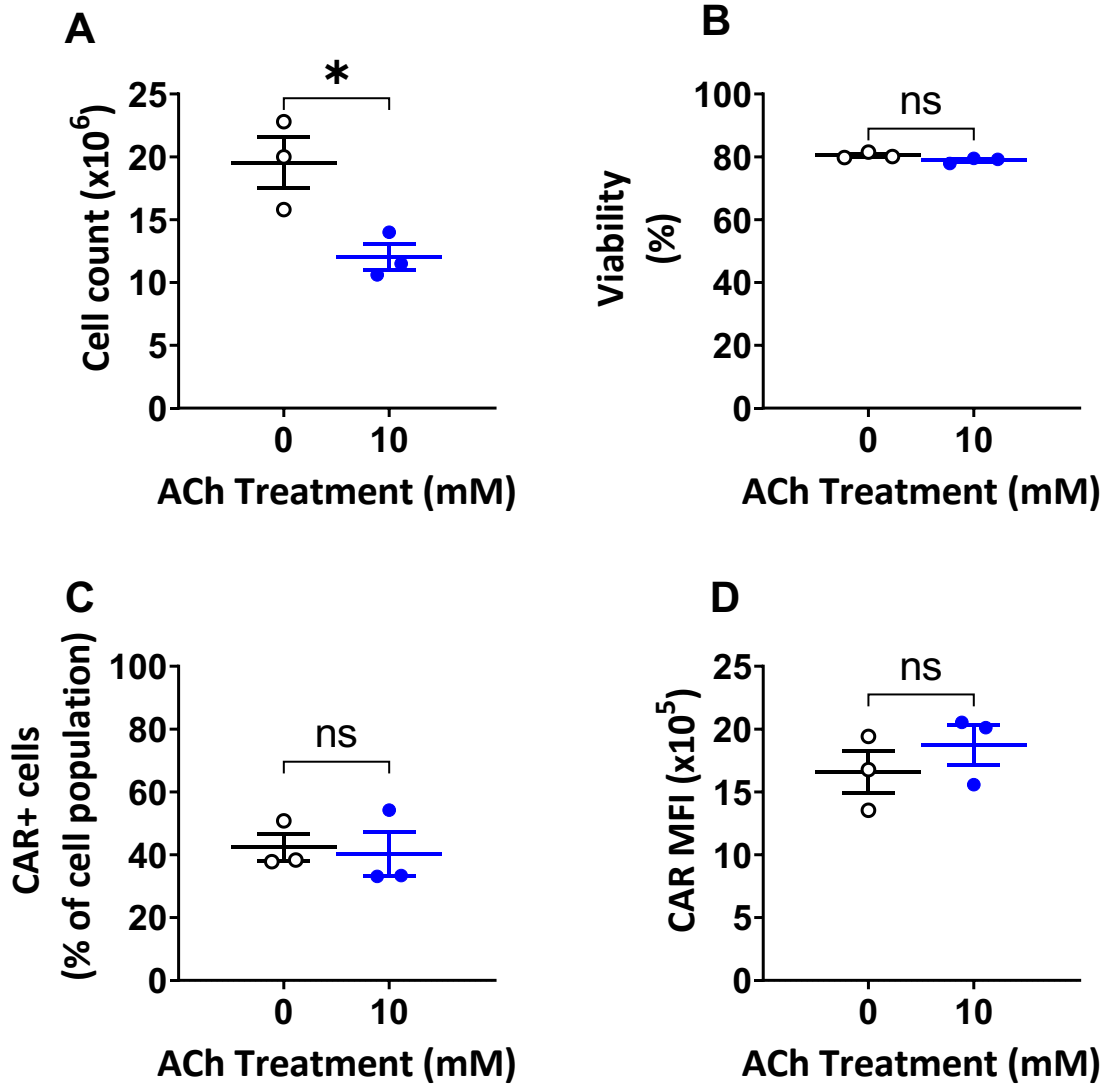 A
Cell count (x10⁶)
25
20
15
10
5
0
*
0 10
ACh Treatment (mM)
B
Viability
(%)
100
80
60
40
20
0
ns
0 10
ACh Treatment (mM)
C
CAR+ cells
(% of cell population)
100
80
60
40
20
0
ns
0 10
ACh Treatment (mM)
D
CAR MFI (x10⁵)
25
20
15
10
5
0
ns
0 10
ACh Treatment (mM)